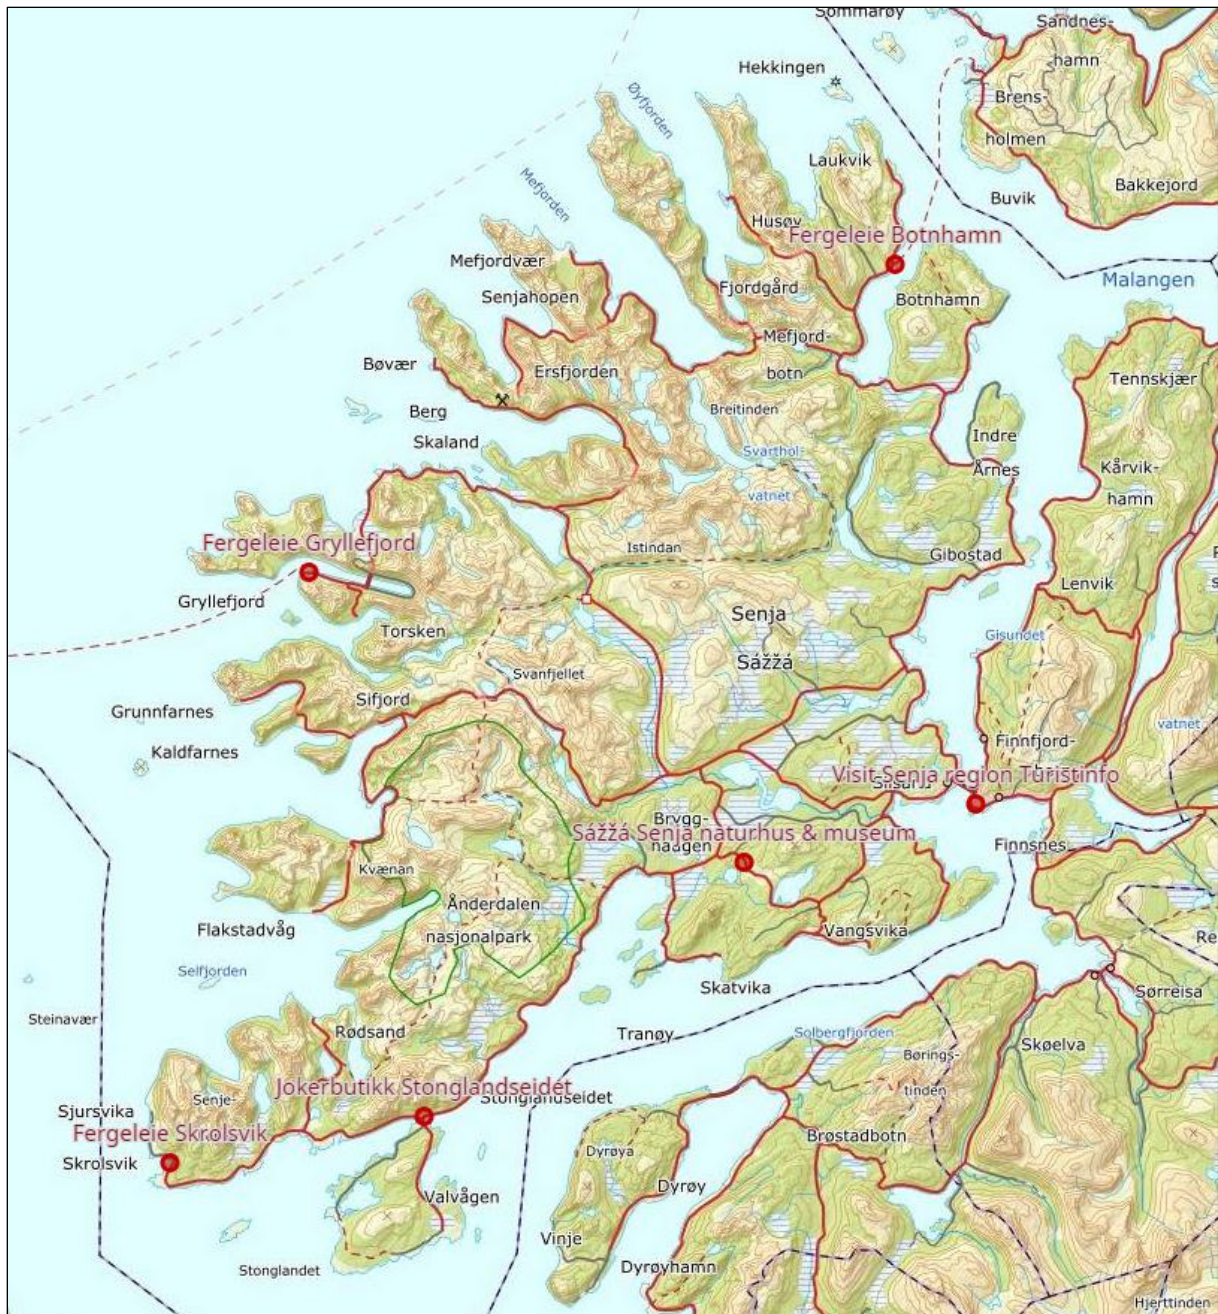 Sommarøy
Sandnes-
hamn
Hekkingen
Øyfjorden
Brens-
holmen
Laukvik
Bakkejord
Buvik
Mefjorden
Husøy
Fergeleie Botnhamn
Mefjordvær
Malangen
Fjordgård
Senjahopen
Botnhamn
Mefjord-
botn
Bøvær
Ersfjorden
Tennskjær
Berg
Breitinden
Skaland
Indre
Årnes
Svarthol-
vatnet
Kårvik-
hamn
Fergeleie Gryllefjord
Istindan
Gibostad
Lenvik
Gryllefjord
Senja
Sážžá
Torsken
Gisundet
Svanfjellet
Sifjord
Grunnfarnes
vatnet
Kaldfarnes
Finnfjord-
Visit Senja region Turistinfo
Brygg-
haugen
Sážžá Senja naturhus & museum
Finnsnes
Kvænan
Ånderdalen
nasjonalpark
Flakstadvåg
Vangsvika
Selfjorden
Skatvika
Sørreisa
Steinavær
Rødsand
Tranøy
Solbergfjorden
Skøelva
Børings-
tinden
Jokerbutikk Stonglandseidet
Stonglandseidet
Senje-
Sjursvika
Fergeleie Skrolsvik
Skrolsvik
Dyrøya
Brøstadbotn
Dyrøy
Valvågen
Vinje
Stonglandet
Dyrøyhamn
Hjerttinden